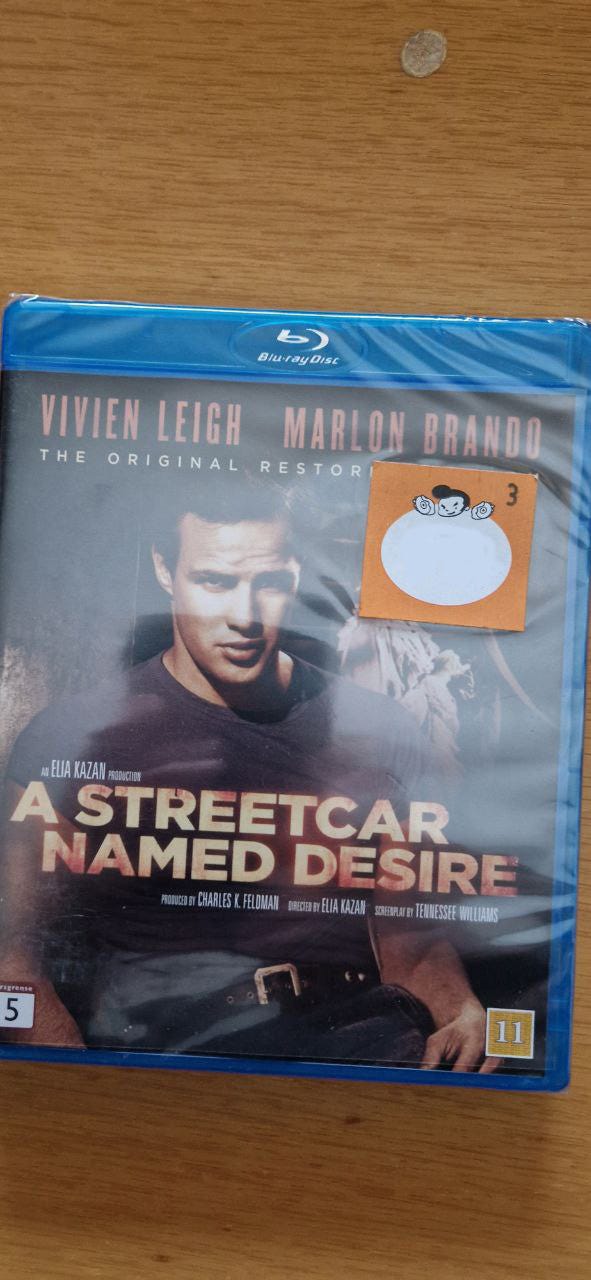 Blu-ray Disc
VIVIEN LEIGH MARLON BRANDO
THE ORIGINAL RESTOR
3
AN ELIA KAZAN PRODUCTION
A STREETCAR
NAMED DESIRE
PRODUCED BY CHARLES K. FELDMAN DIRECTED BY ELIA KAZAN SCREENPLAY BY TENNESSEE WILLIAMS
rsgrense
5
11